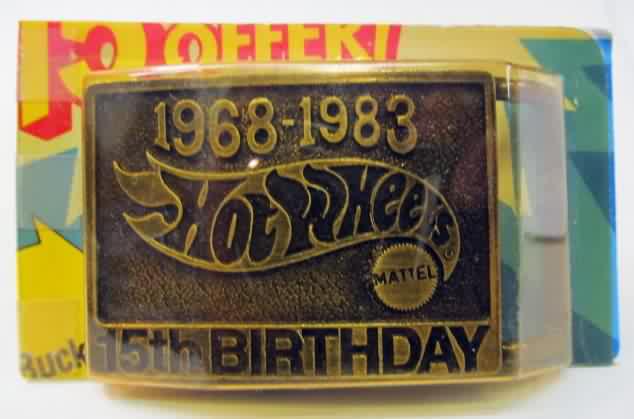 OFFER!
1968-1983
Hot Wheels
MATTEL
15th BIRTHDAY
Buck